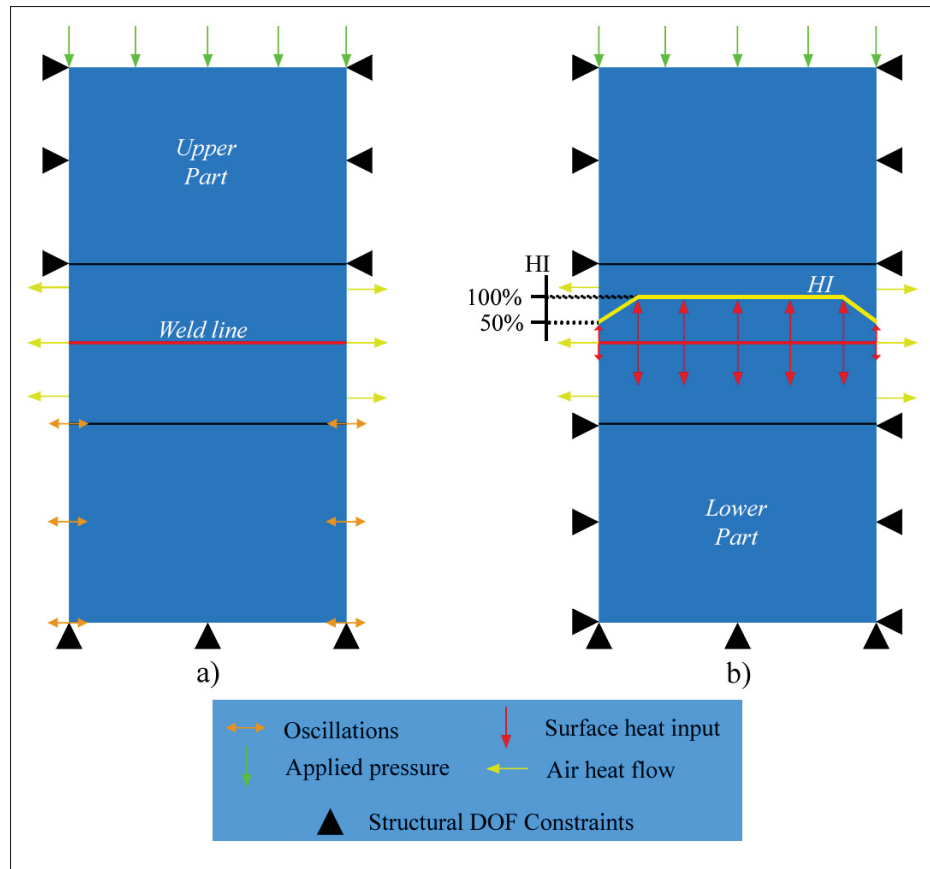 Upper
Part
Weld line
a)
HI
100%
50%
HI
Lower
Part
b)
Oscillations
Surface heat input
Applied pressure
Air heat flow
Structural DOF Constraints